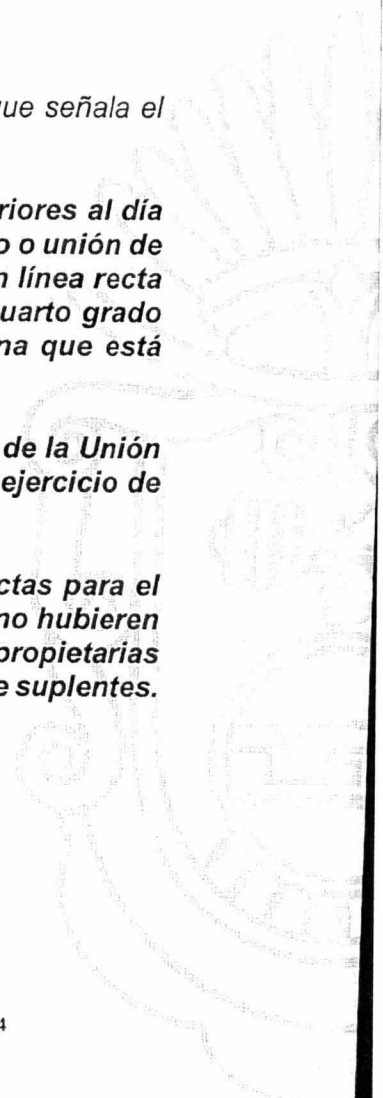 ue señala el
riores al día
o o unión de
n línea recta
uarto grado
na que está
de la Unión
ejercicio de
ctas para el
no hubieren
propietarias
e suplentes.
4